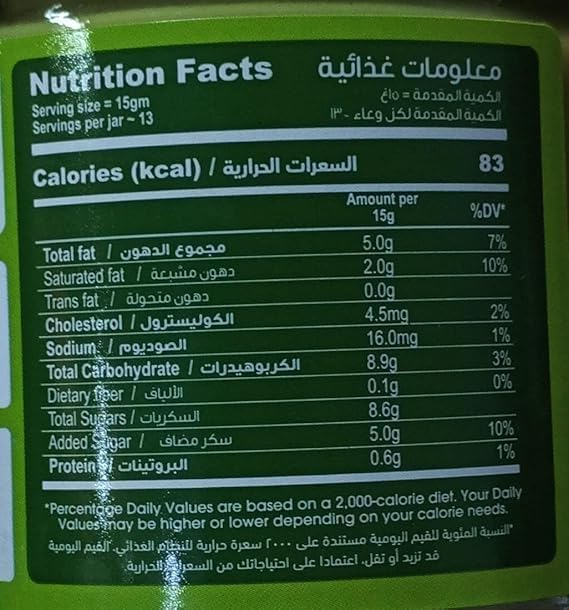 Nutrition Facts معلومات غذائية
Serving size = 15gm الكمية المقدمة = ١٥غ
Servings per jar ~ 13 الكمية المقدمة لكل وعاء ~ ١٣
Calories (kcal) / السعرات الحرارية 83
Amount per
15g %DV*
Total fat / مجموع الدهون 5.0g 7%
Saturated fat / دهون مشبعة 2.0g 10%
Trans fat / دهون متحولة 0.0g
Cholesterol / الكوليسترول 4.5mg 2%
Sodium / الصوديوم 16.0mg 1%
Total Carbohydrate / الكربوهيدرات 8.9g 3%
Dietary fiber / الألياف 0.1g 0%
Total Sugars / السكريات 8.6g
Added Sugar / سكر مضاف 5.0g 10%
Protein / البروتينات 0.6g 1%
*Percentage Daily Values are based on a 2,000-calorie diet. Your Daily
Values may be higher or lower depending on your calorie needs.
*النسبة المئوية للقيم اليومية مستندة على ٢٠٠٠ سعرة حرارية للنظام الغذائي. القيم اليومية
قد تزيد أو تقل، اعتمادا على احتياجاتك من السعرات الحرارية.